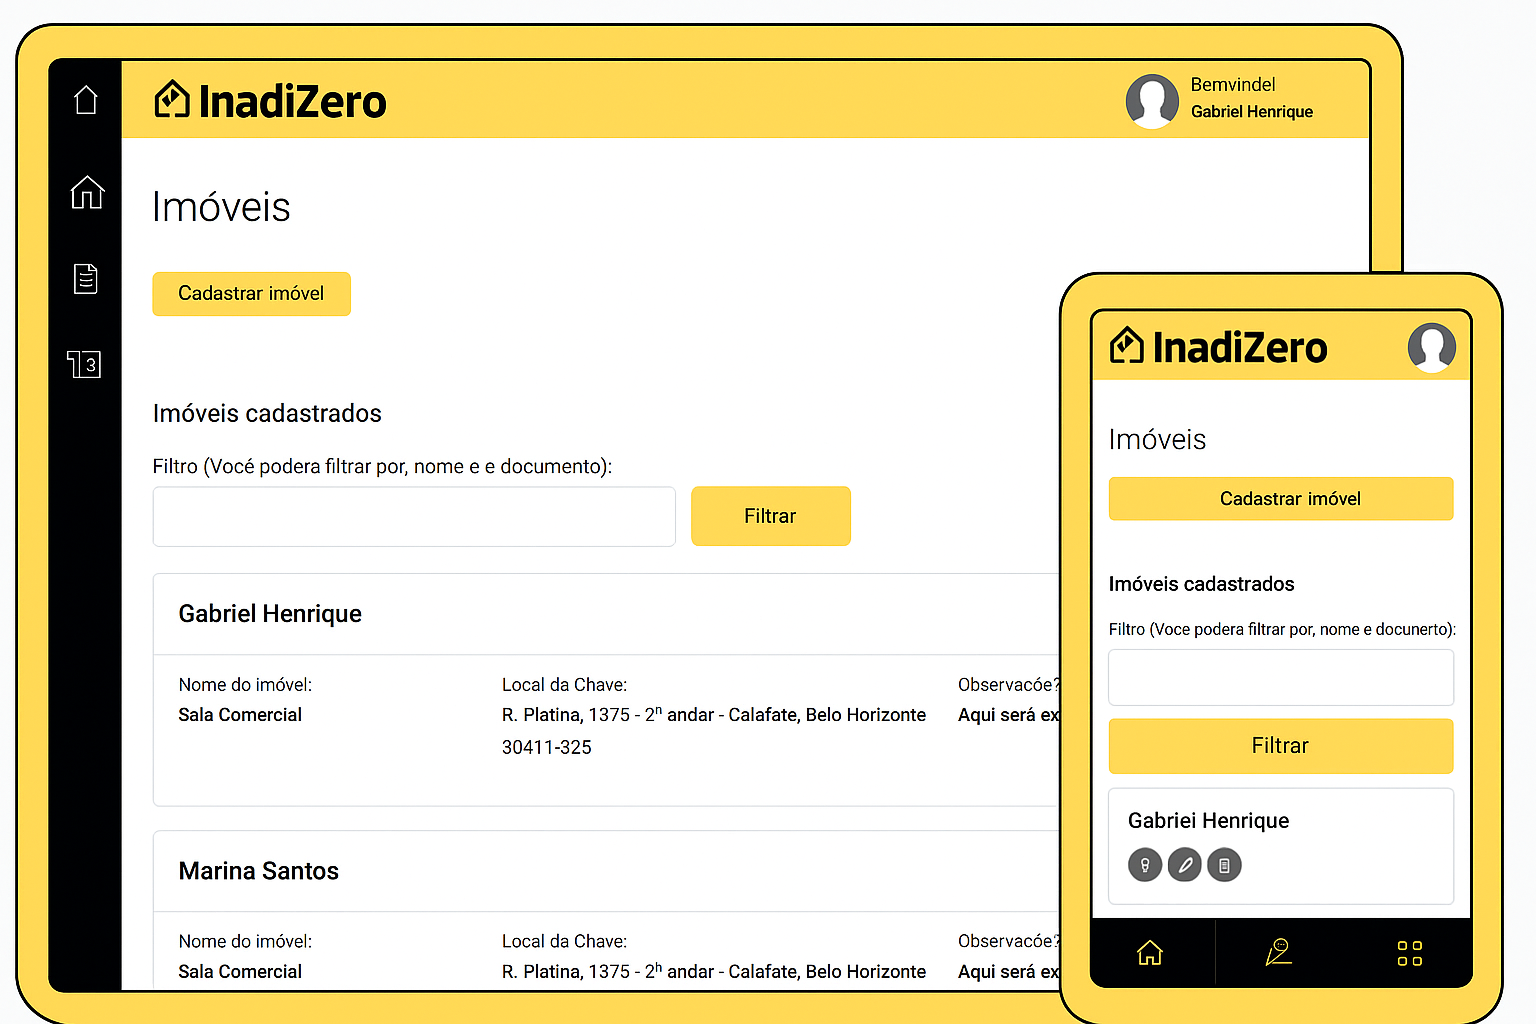 InadiZero
Bemvindel
Gabriel Henrique
Imóveis
Cadastrar imóvel
Imóveis cadastrados
Filtro (Vocé podera filtrar por, nome e e documento):
Filtrar
Gabriel Henrique
Nome do imóvel:
Sala Comercial
Local da Chave:
R. Platina, 1375 - 2ⁿ andar - Calafate, Belo Horizonte
30411-325
Observacóe?
Aqui será ex
Marina Santos
Nome do imóvel:
Sala Comercial
Local da Chave:
R. Platina, 1375 - 2ʰ andar - Calafate, Belo Horizonte
Observacóe?
Aqui será ex
13
InadiZero
Imóveis
Cadastrar imóvel
Imóveis cadastrados
Filtro (Voce podera filtrar por, nome e docunerto):
Filtrar
Gabriei Henrique